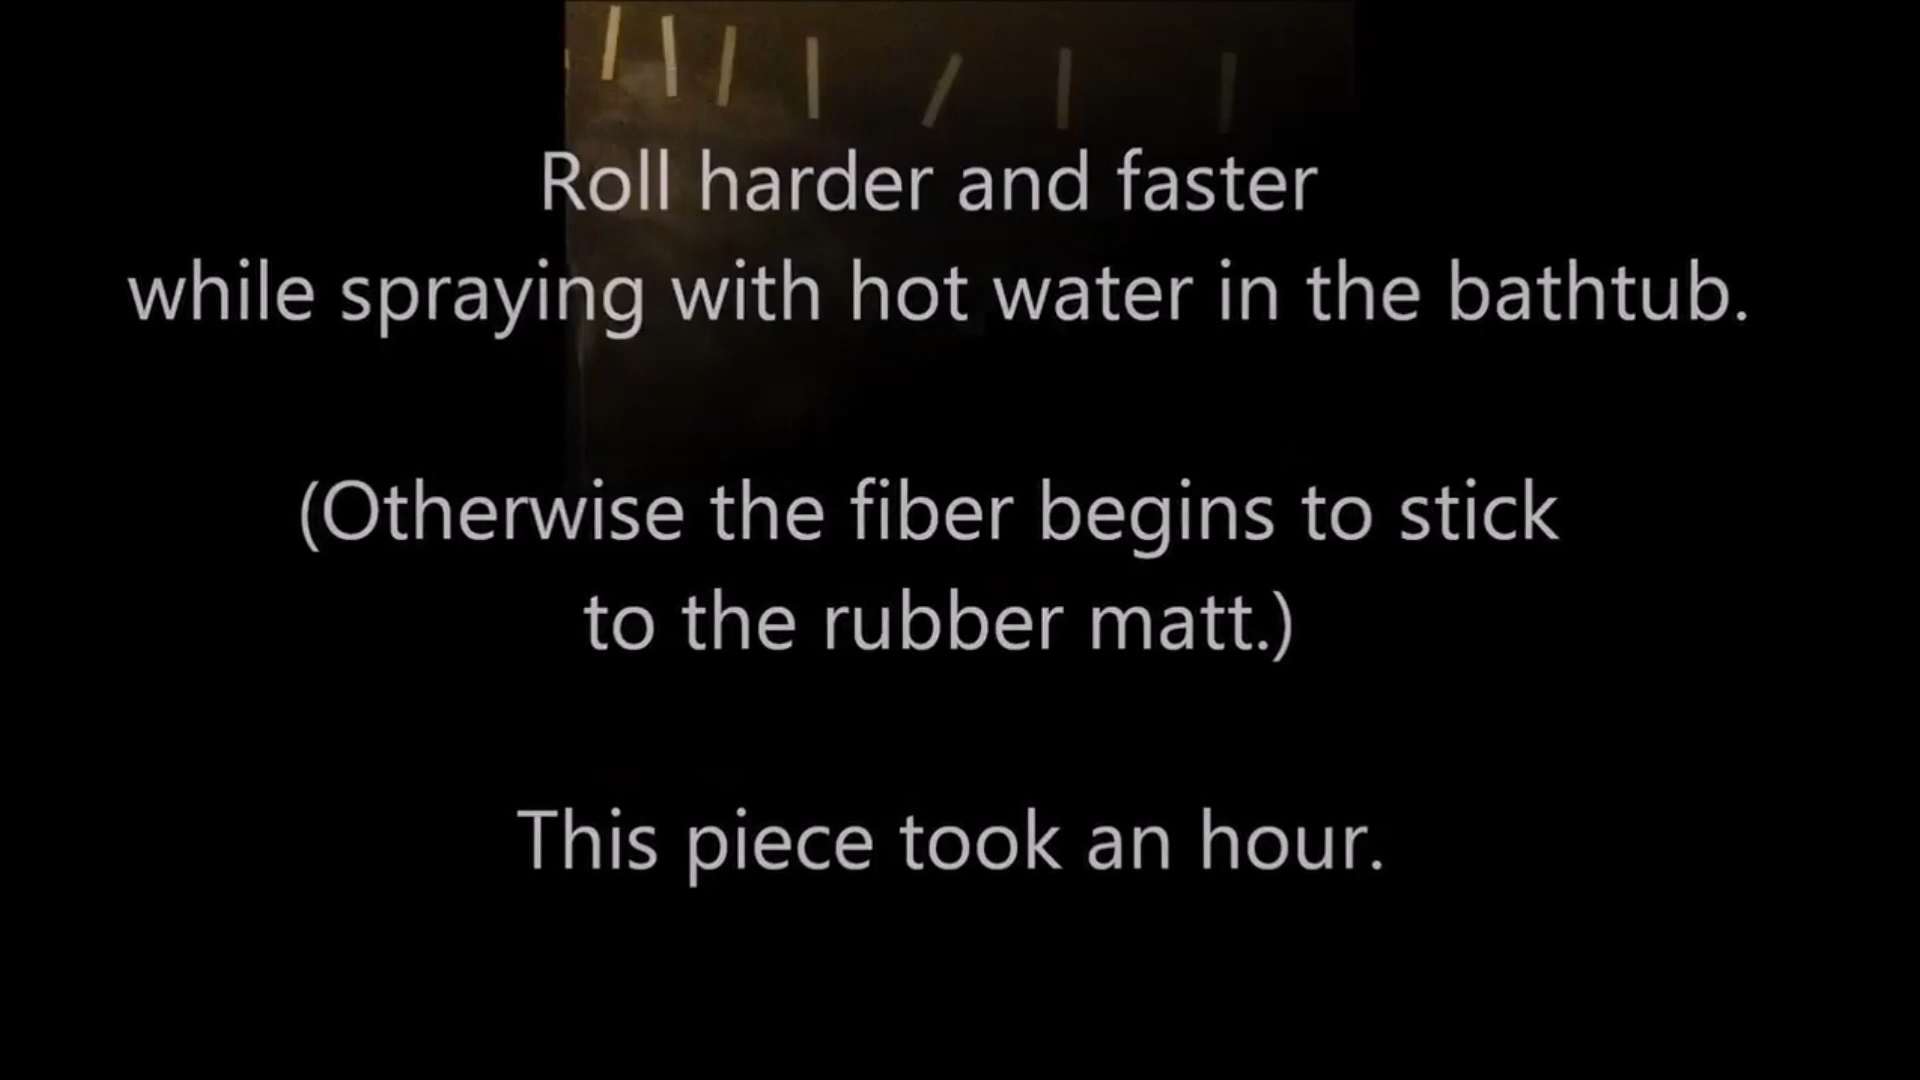 Roll harder and faster
while spraying with hot water in the bathtub.
(Otherwise the fiber begins to stick
to the rubber matt.)
This piece took an hour.